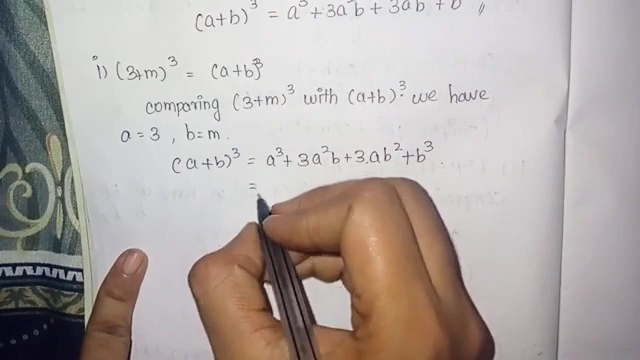 (a+b)³ = a³ + 3a²b + 3ab² + b³ //
i) (3+m)³ = (a+b)³
comparing (3+m)³ with (a+b)³ we have
a = 3 , b = m.
(a+b)³ = a³ + 3a²b + 3.ab² + b³
=